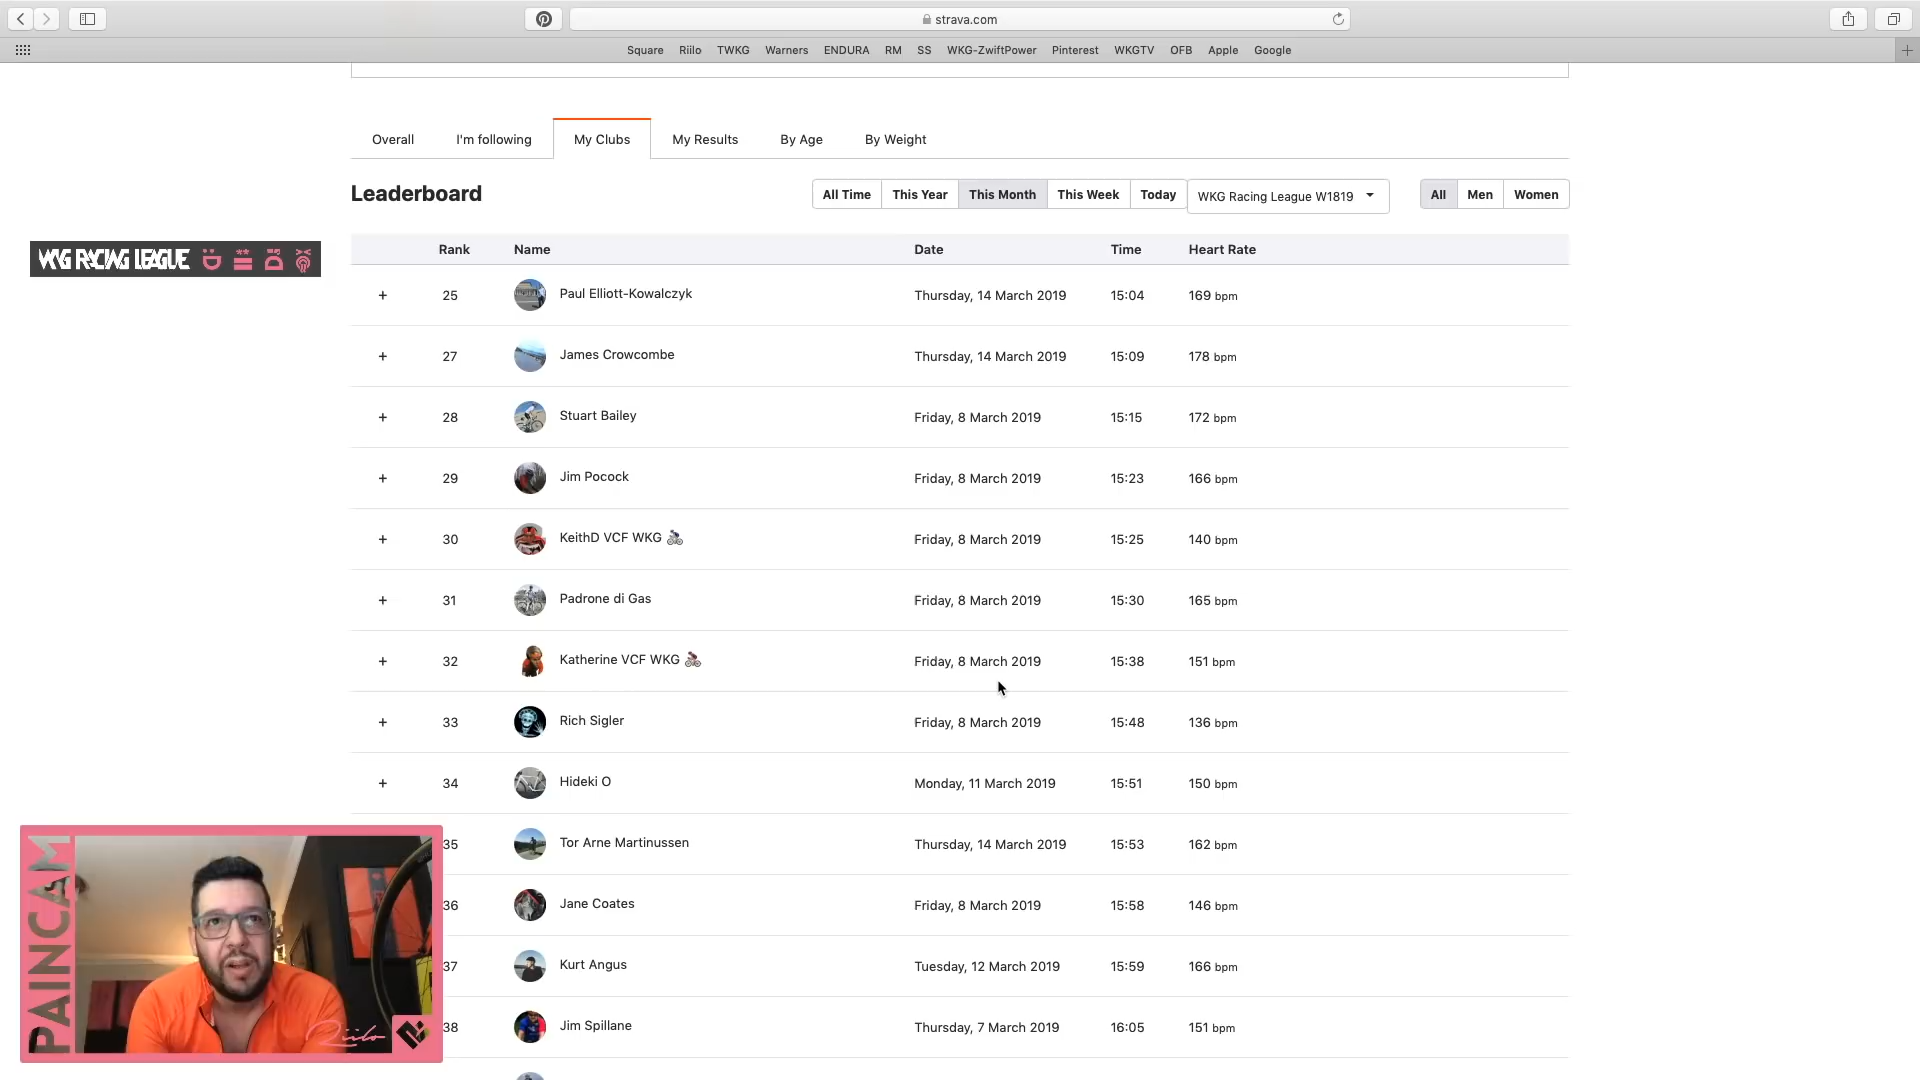 strava.com
Square Riilo TWKG Warners ENDURA RM SS WKG-ZwiftPower Pinterest WKGTV OFB Apple Google
Overall I'm following My Clubs My Results By Age By Weight
Leaderboard All Time This Year This Month This Week Today WKG Racing League W1819 All Men Women
WKG RACING LEAGUE
Rank Name Date Time Heart Rate
+ 25 Paul Elliott-Kowalczyk Thursday, 14 March 2019 15:04 169 bpm
+ 27 James Crowcombe Thursday, 14 March 2019 15:09 178 bpm
+ 28 Stuart Bailey Friday, 8 March 2019 15:15 172 bpm
+ 29 Jim Pocock Friday, 8 March 2019 15:23 166 bpm
+ 30 KeithD VCF WKG Friday, 8 March 2019 15:25 140 bpm
+ 31 Padrone di Gas Friday, 8 March 2019 15:30 165 bpm
+ 32 Katherine VCF WKG Friday, 8 March 2019 15:38 151 bpm
+ 33 Rich Sigler Friday, 8 March 2019 15:48 136 bpm
+ 34 Hideki O Monday, 11 March 2019 15:51 150 bpm
35 Tor Arne Martinussen Thursday, 14 March 2019 15:53 162 bpm
36 Jane Coates Friday, 8 March 2019 15:58 146 bpm
37 Kurt Angus Tuesday, 12 March 2019 15:59 166 bpm
38 Jim Spillane Thursday, 7 March 2019 16:05 151 bpm
PAINCAM
Riilo